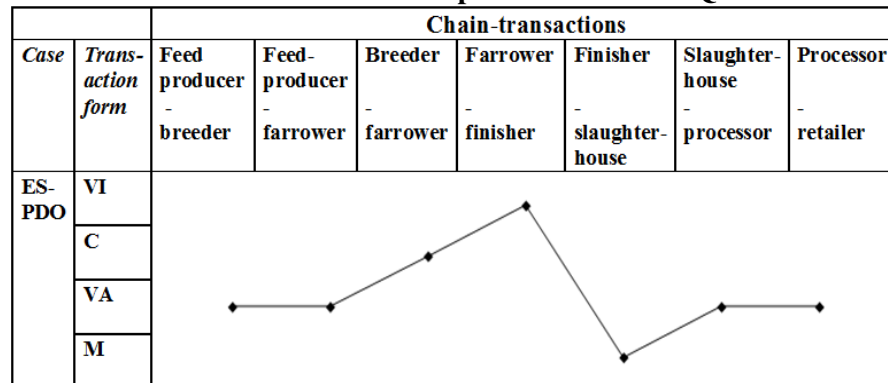 Chain-transactions
Case
Trans-
action
form
Feed
producer
-
breeder
Feed-
producer
-
farrower
Breeder
-
farrower
Farrower
-
finisher
Finisher
-
slaughter-
house
Slaughter-
house
-
processor
Processor
-
retailer
ES-
PDO
VI
C
VA
M